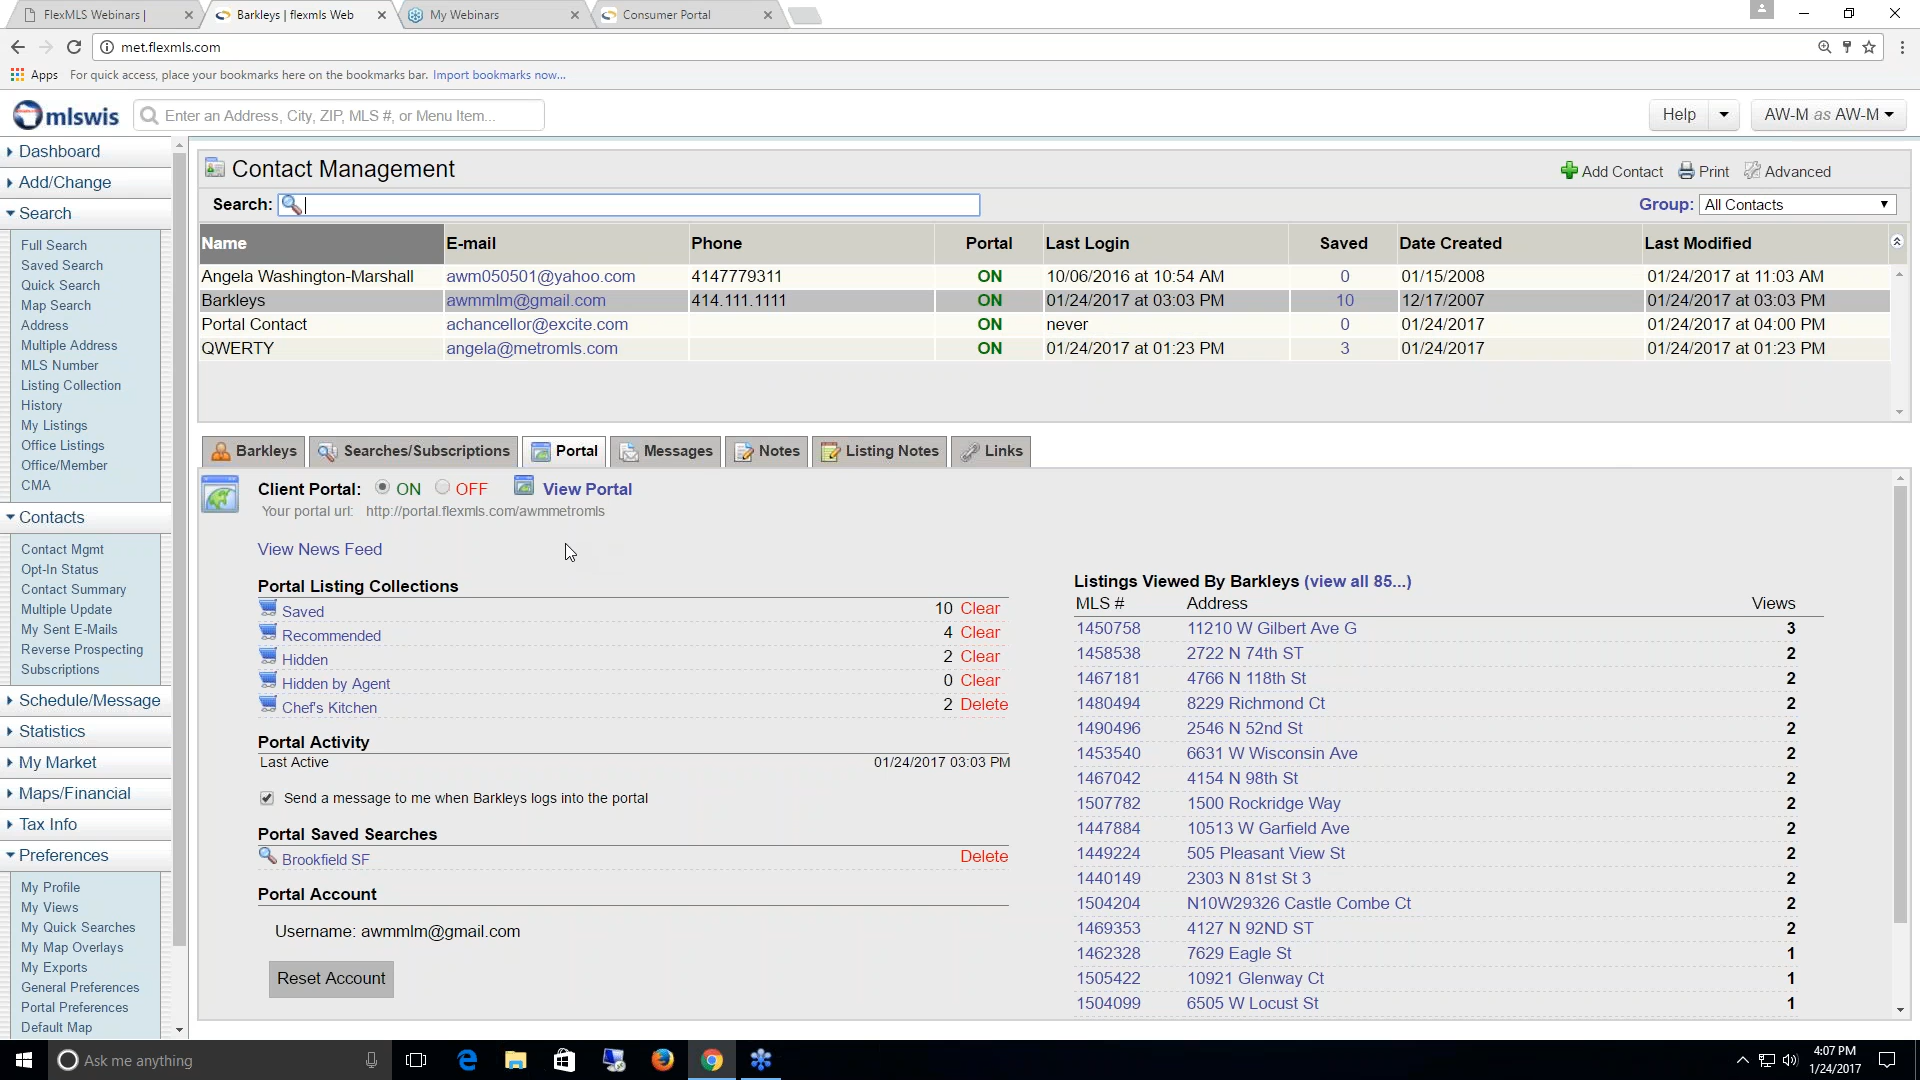 FlexMLS Webinars |
Barkleys | flexmls Web
My Webinars
Consumer Portal
met.flexmls.com
Apps For quick access, place your bookmarks here on the bookmarks bar. Import bookmarks now...
mlswis
Enter an Address, City, ZIP, MLS #, or Menu Item...
Help
AW-M as AW-M
Dashboard
Add/Change
Search
Full Search
Saved Search
Quick Search
Map Search
Address
Multiple Address
MLS Number
Listing Collection
History
My Listings
Office Listings
Office/Member
CMA
Contacts
Contact Mgmt
Opt-In Status
Contact Summary
Multiple Update
My Sent E-Mails
Reverse Prospecting
Subscriptions
Schedule/Message
Statistics
My Market
Maps/Financial
Tax Info
Preferences
My Profile
My Views
My Quick Searches
My Map Overlays
My Exports
General Preferences
Portal Preferences
Default Map
Contact Management
Add Contact Print Advanced
Search:
Group: All Contacts
Name E-mail Phone Portal Last Login Saved Date Created Last Modified
Angela Washington-Marshall awm050501@yahoo.com 4147779311 ON 10/06/2016 at 10:54 AM 0 01/15/2008 01/24/2017 at 11:03 AM
Barkleys awmmlm@gmail.com 414.111.1111 ON 01/24/2017 at 03:03 PM 10 12/17/2007 01/24/2017 at 03:03 PM
Portal Contact achancellor@excite.com ON never 0 01/24/2017 01/24/2017 at 04:00 PM
QWERTY angela@metromls.com ON 01/24/2017 at 01:23 PM 3 01/24/2017 01/24/2017 at 01:23 PM
Barkleys Searches/Subscriptions Portal Messages Notes Listing Notes Links
Client Portal: ON OFF View Portal
Your portal url: http://portal.flexmls.com/awmmetromls
View News Feed
Portal Listing Collections
Saved 10 Clear
Recommended 4 Clear
Hidden 2 Clear
Hidden by Agent 0 Clear
Chef's Kitchen 2 Delete
Portal Activity
Last Active 01/24/2017 03:03 PM
Send a message to me when Barkleys logs into the portal
Portal Saved Searches
Brookfield SF Delete
Portal Account
Username: awmmlm@gmail.com
Reset Account
Listings Viewed By Barkleys (view all 85...)
MLS # Address Views
1450758 11210 W Gilbert Ave G 3
1458538 2722 N 74th ST 2
1467181 4766 N 118th St 2
1480494 8229 Richmond Ct 2
1490496 2546 N 52nd St 2
1453540 6631 W Wisconsin Ave 2
1467042 4154 N 98th St 2
1507782 1500 Rockridge Way 2
1447884 10513 W Garfield Ave 2
1449224 505 Pleasant View St 2
1440149 2303 N 81st St 3 2
1504204 N10W29326 Castle Combe Ct 2
1469353 4127 N 92ND ST 2
1462328 7629 Eagle St 1
1505422 10921 Glenway Ct 1
1504099 6505 W Locust St 1
Ask me anything
4:07 PM
1/24/2017